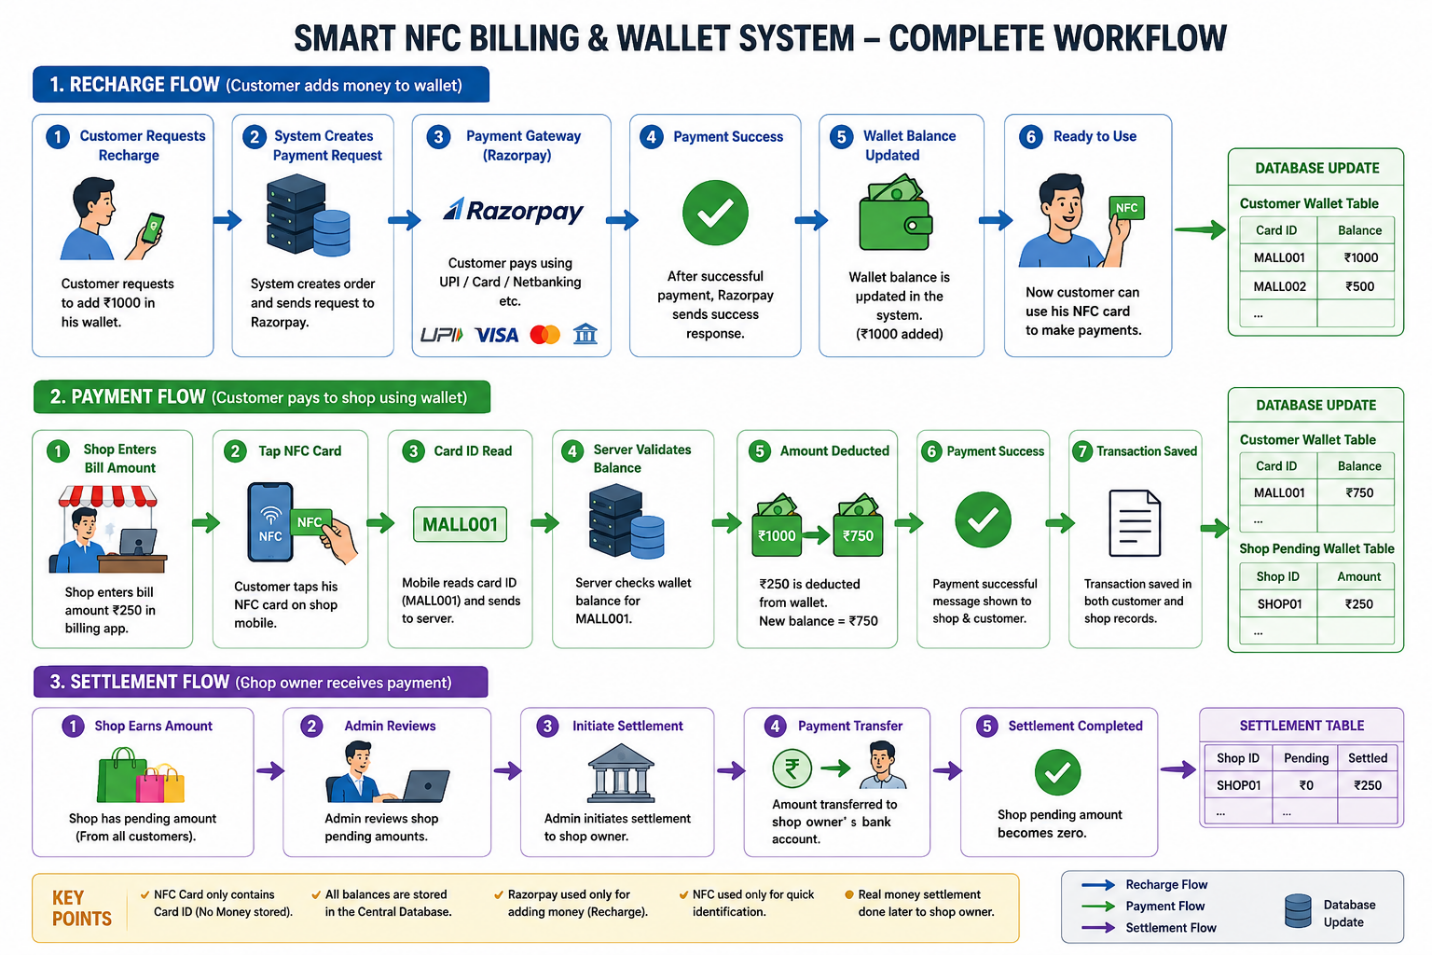 SMART NFC BILLING & WALLET SYSTEM – COMPLETE WORKFLOW
1. RECHARGE FLOW (Customer adds money to wallet)
1 Customer Requests
Recharge
Customer requests
to add ₹1000 in
his wallet.
2 System Creates
Payment Request
System creates order
and sends request to
Razorpay.
3 Payment Gateway
(Razorpay)
Razorpay
Customer pays using
UPI / Card / Netbanking
etc.
UPI VISA
4 Payment Success
After successful
payment, Razorpay
sends success
response.
5 Wallet Balance
Updated
Wallet balance is
updated in the
system.
(₹1000 added)
6 Ready to Use
NFC
Now customer can
use his NFC card
to make payments.
DATABASE UPDATE
Customer Wallet Table
Card ID Balance
MALL001 ₹1000
MALL002 ₹500
...
2. PAYMENT FLOW (Customer pays to shop using wallet)
1 Shop Enters
Bill Amount
Shop enters bill
amount ₹250 in
billing app.
2 Tap NFC Card
NFC
NFC
Customer taps his
NFC card on shop
mobile.
3 Card ID Read
MALL001
Mobile reads card ID
(MALL001) and sends
to server.
4 Server Validates
Balance
Server checks wallet
balance for
MALL001.
5 Amount Deducted
₹1000 ₹750
₹250 is deducted
from wallet.
New balance = ₹750
6 Payment Success
Payment successful
message shown to
shop & customer.
7 Transaction Saved
Transaction saved in
both customer and
shop records.
DATABASE UPDATE
Customer Wallet Table
Card ID Balance
MALL001 ₹750
...
Shop Pending Wallet Table
Shop ID Amount
SHOP01 ₹250
...
3. SETTLEMENT FLOW (Ghop owner receives payment)
1 Shop Earns Amount
Shop has pending amount
(From all customers).
2 Admin Reviews
Admin reviews shop
pending amounts.
3 Initiate Settlement
Admin initiates settlement
to shop owner.
4 Payment Transfer
₹
Amount transferred to
shop owner's bank
account.
5 Settlement Completed
Shop pending amount
becomes zero.
SETTLEMENT TABLE
Shop ID Pending Settled
SHOP01 ₹0 ₹250
... ...
KEY
POINTS
NFC Card only contains
Card ID (No Money stored).
All balances are stored
in the Central Database.
Razorpay used only for
adding money (Recharge).
NFC used only for quick
identification.
Real money settlement
done later to shop owner.
Recharge Flow
Payment Flow
Settlement Flow
Database
Update